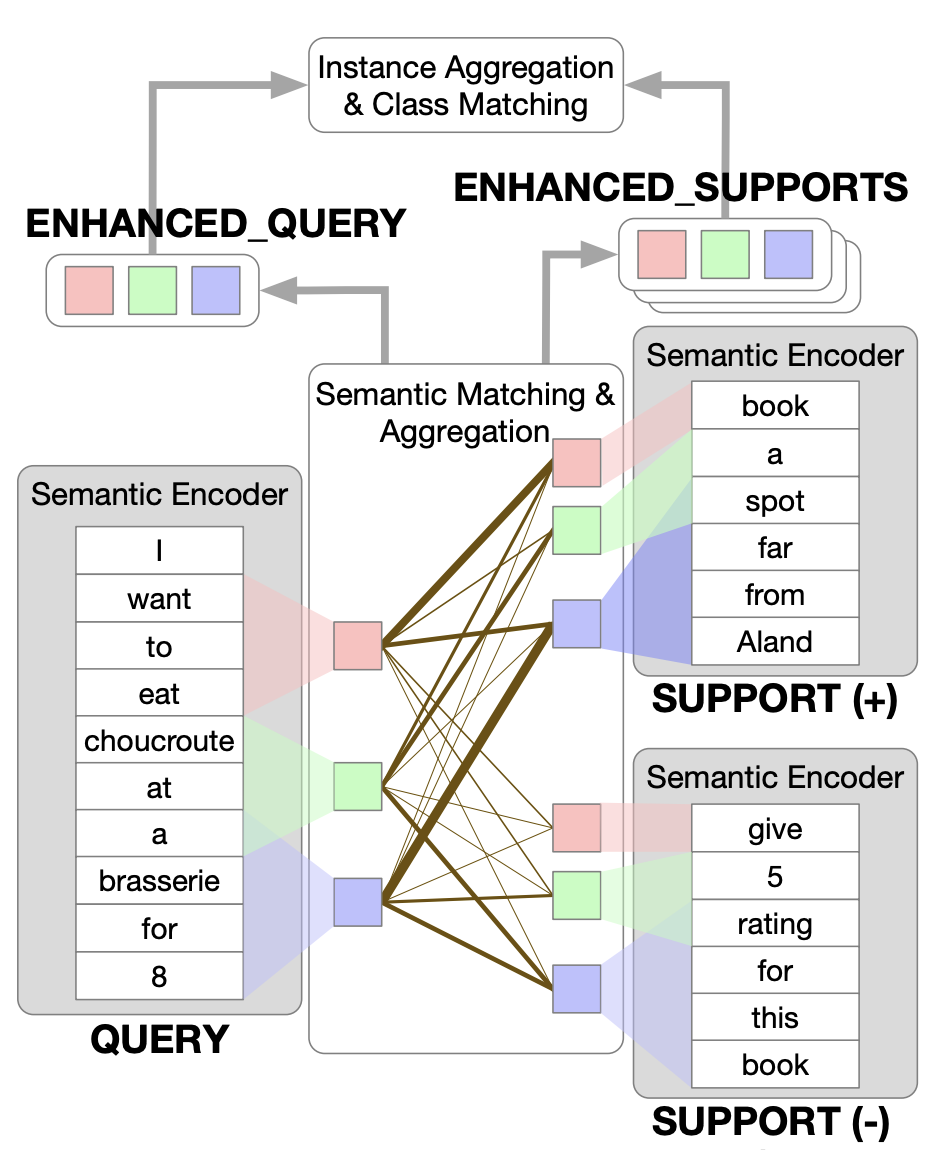 Instance Aggregation
& Class Matching
ENHANCED_SUPPORTS
ENHANCED_QUERY
Semantic Matching &
Aggregation
Semantic Encoder
book
a
spot
far
from
Aland
SUPPORT (+)
Semantic Encoder
I
want
to
eat
choucroute
at
a
brasserie
for
8
QUERY
Semantic Encoder
give
5
rating
for
this
book
SUPPORT (-)